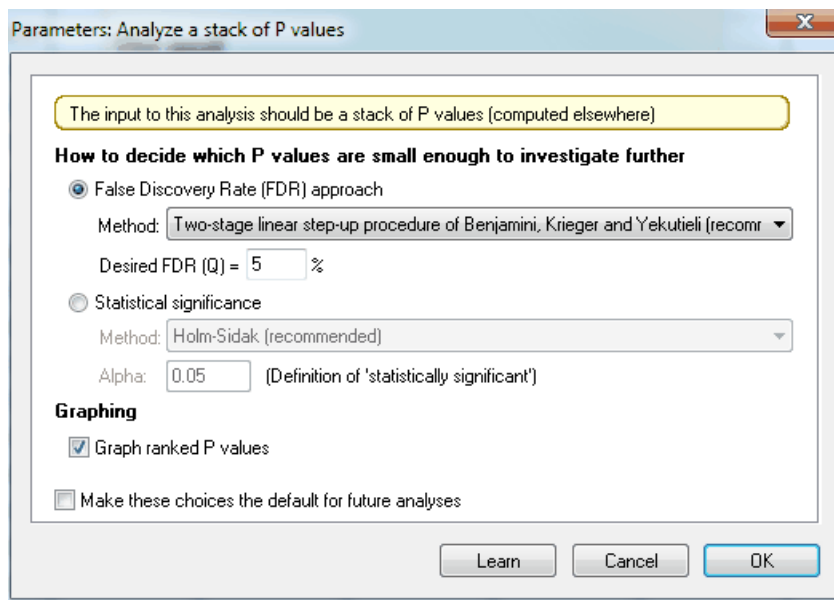 Parameters: Analyze a stack of P values
The input to this analysis should be a stack of P values (computed elsewhere)
How to decide which P values are small enough to investigate further
False Discovery Rate (FDR) approach
Method: Two-stage linear step-up procedure of Benjamini, Krieger and Yekutieli (recomr
Desired FDR (Q) = 5 %
Statistical significance
Method: Holm-Sidak (recommended)
Alpha: 0.05 (Definition of 'statistically significant')
Graphing
Graph ranked P values
Make these choices the default for future analyses
Learn Cancel OK